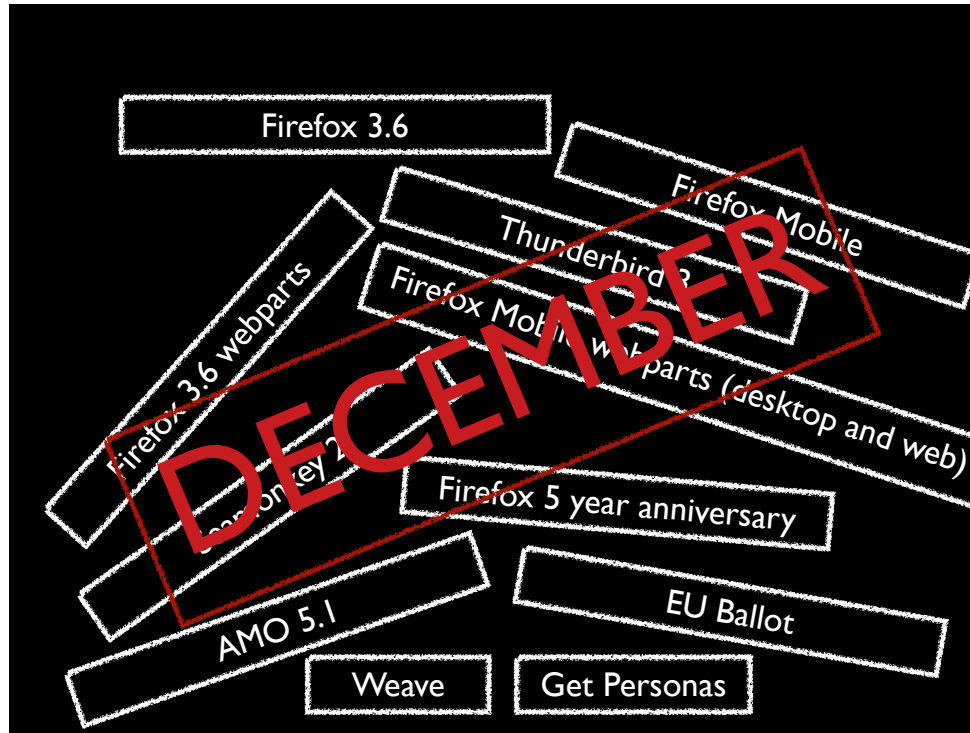 Firefox 3.6
Firefox Mobile
Thunderbird 3
Firefox Mobile webparts (desktop and web)
Firefox 3.6 webparts
DECEMBER
Seamonkey 2
Firefox 5 year anniversary
EU Ballot
AMO 5.1
Weave
Get Personas